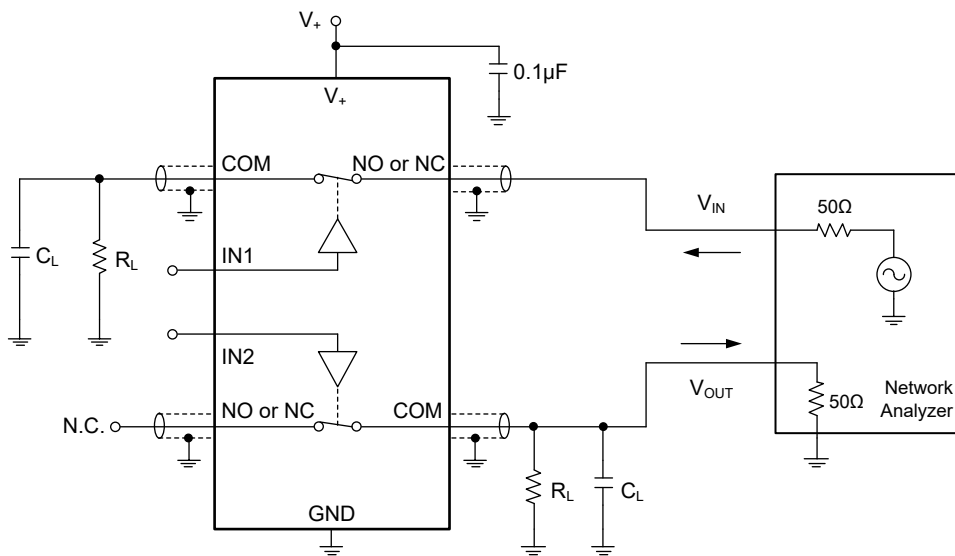 V+
0.1µF
V+
COM
NO or NC
VIN
50Ω
CL
RL
IN1
IN2
VOUT
NO or NC
COM
50Ω
Network
Analyzer
N.C.
RL
CL
GND